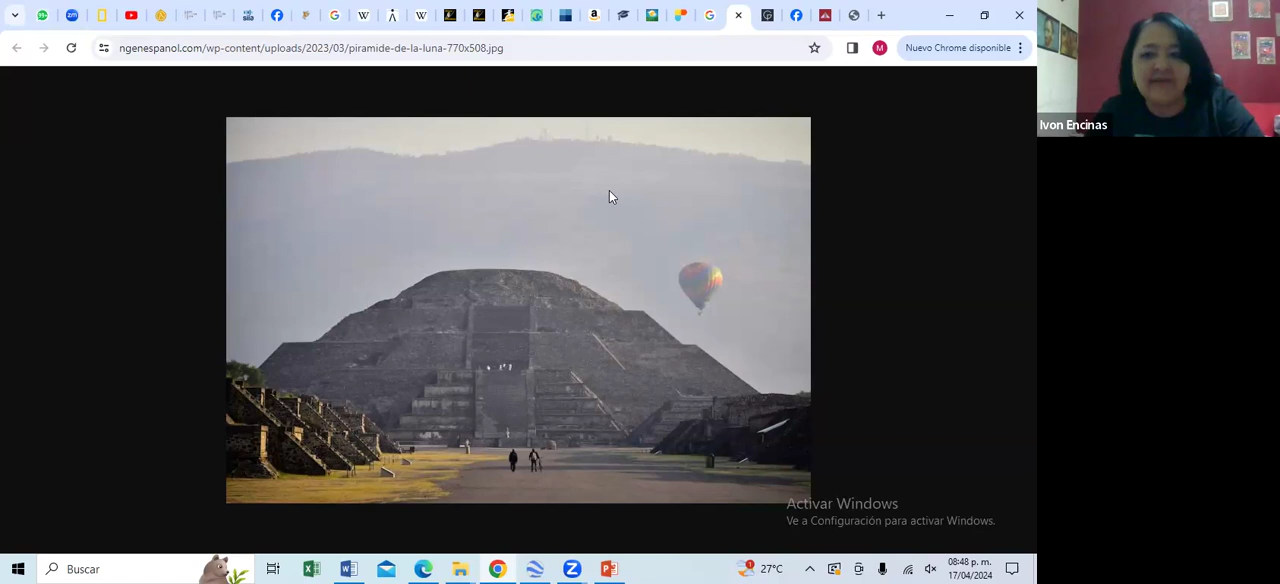 ngenespanol.com/wp-content/uploads/2023/03/piramide-de-la-luna-770x508.jpg
M
Nuevo Chrome disponible
Ivon Encinas
Activar Windows
Ve a Configuración para activar Windows.
Buscar
27°C
08:48 p. m.
17/04/2024